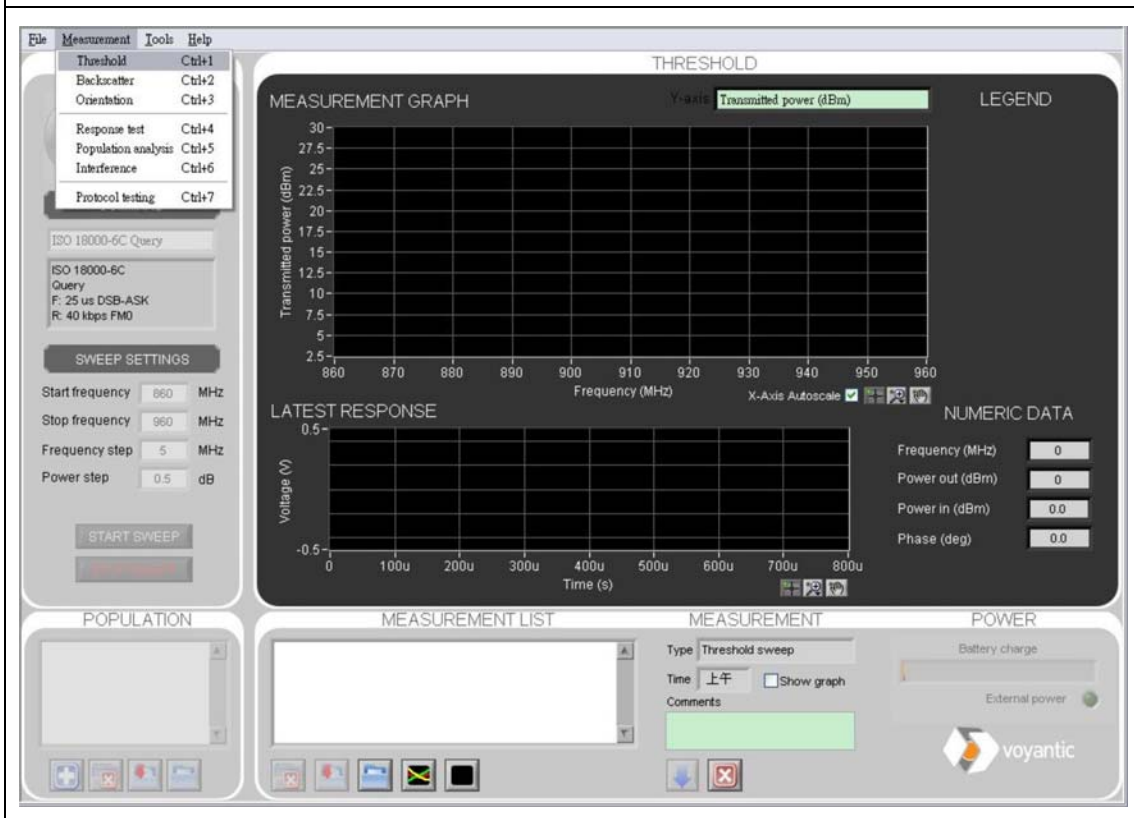 File Measurement Tools Help
Threshold Ctrl+1
Backscatter Ctrl+2
Orientation Ctrl+3
Response test Ctrl+4
Population analysis Ctrl+5
Interference Ctrl+6
Protocol testing Ctrl+7
ISO 18000-6C Query
ISO 18000-6C
Query
F: 25 us DSB-ASK
R: 40 kbps FM0
SWEEP SETTINGS
Start frequency 860 MHz
Stop frequency 960 MHz
Frequency step 5 MHz
Power step 0.5 dB
START SWEEP
THRESHOLD
MEASUREMENT GRAPH
Y-axis Transmitted power (dBm)
LEGEND
Transmitted power (dBm)
30
27.5
25
22.5
20
17.5
15
12.5
10
7.5
5
2.5
860 870 880 890 900 910 920 930 940 950 960
Frequency (MHz)
X-Axis Autoscale
LATEST RESPONSE
Voltage (V)
0.5
-0.5
0 100u 200u 300u 400u 500u 600u 700u 800u
Time (s)
NUMERIC DATA
Frequency (MHz) 0
Power out (dBm) 0
Power in (dBm) 0.0
Phase (deg) 0.0
POPULATION
MEASUREMENT LIST
MEASUREMENT
Type Threshold sweep
Time 上午 Show graph
Comments
POWER
Battery charge
External power
voyantic